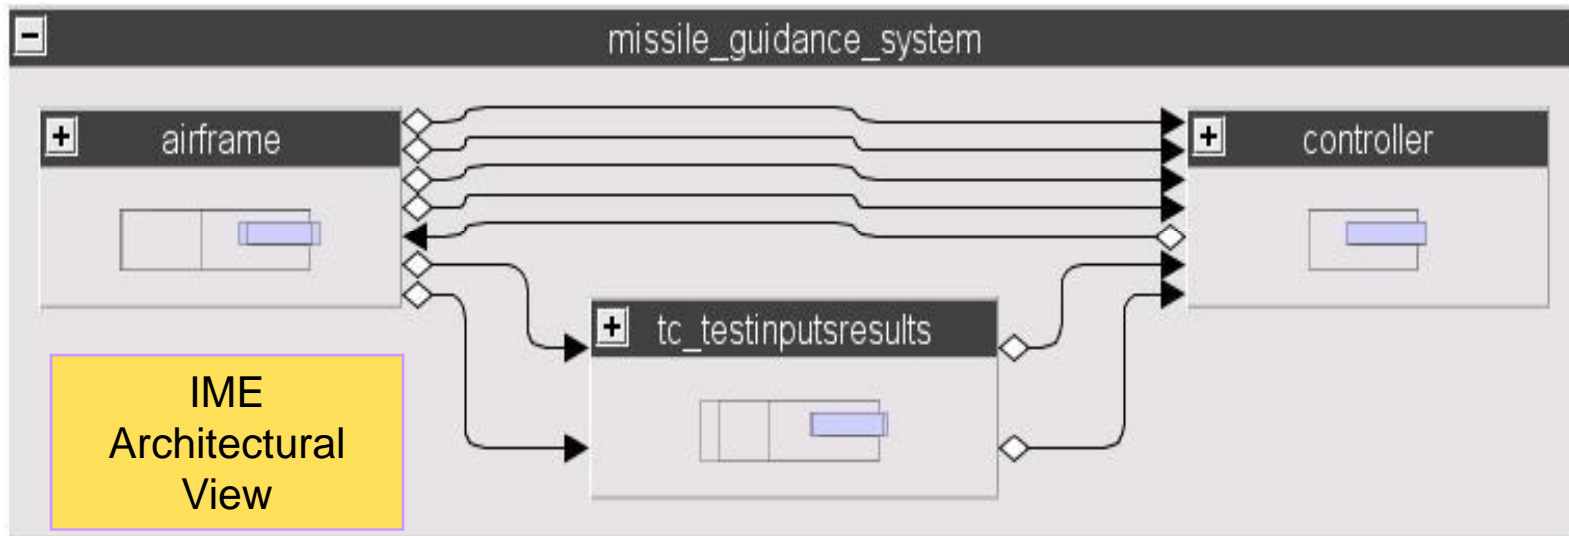 missile_guidance_system
airframe
controller
tc_testinputsresults
IME
Architectural
View